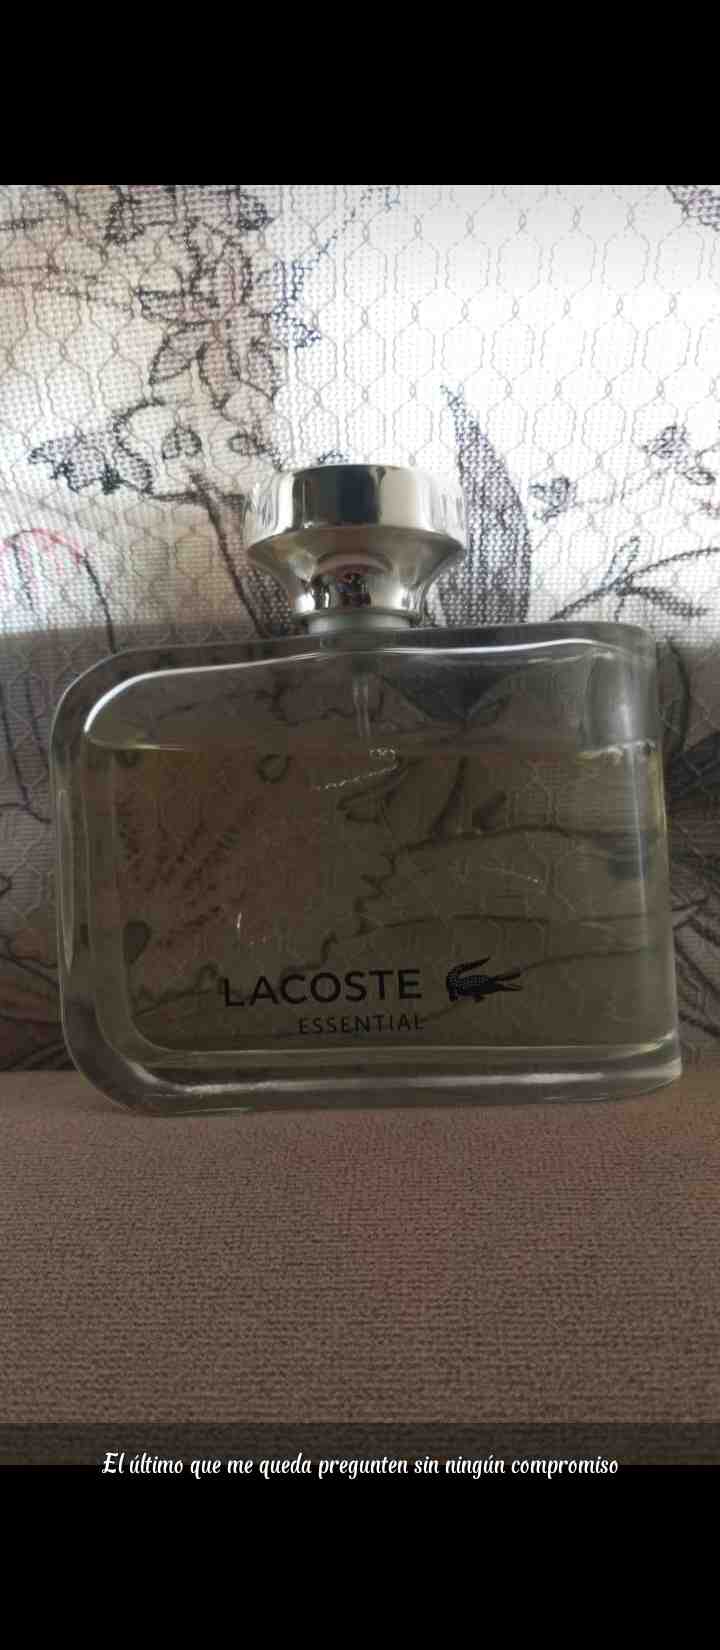 LACOSTE
ESSENTIAL
El último que me queda pregunten sin ningún compromiso